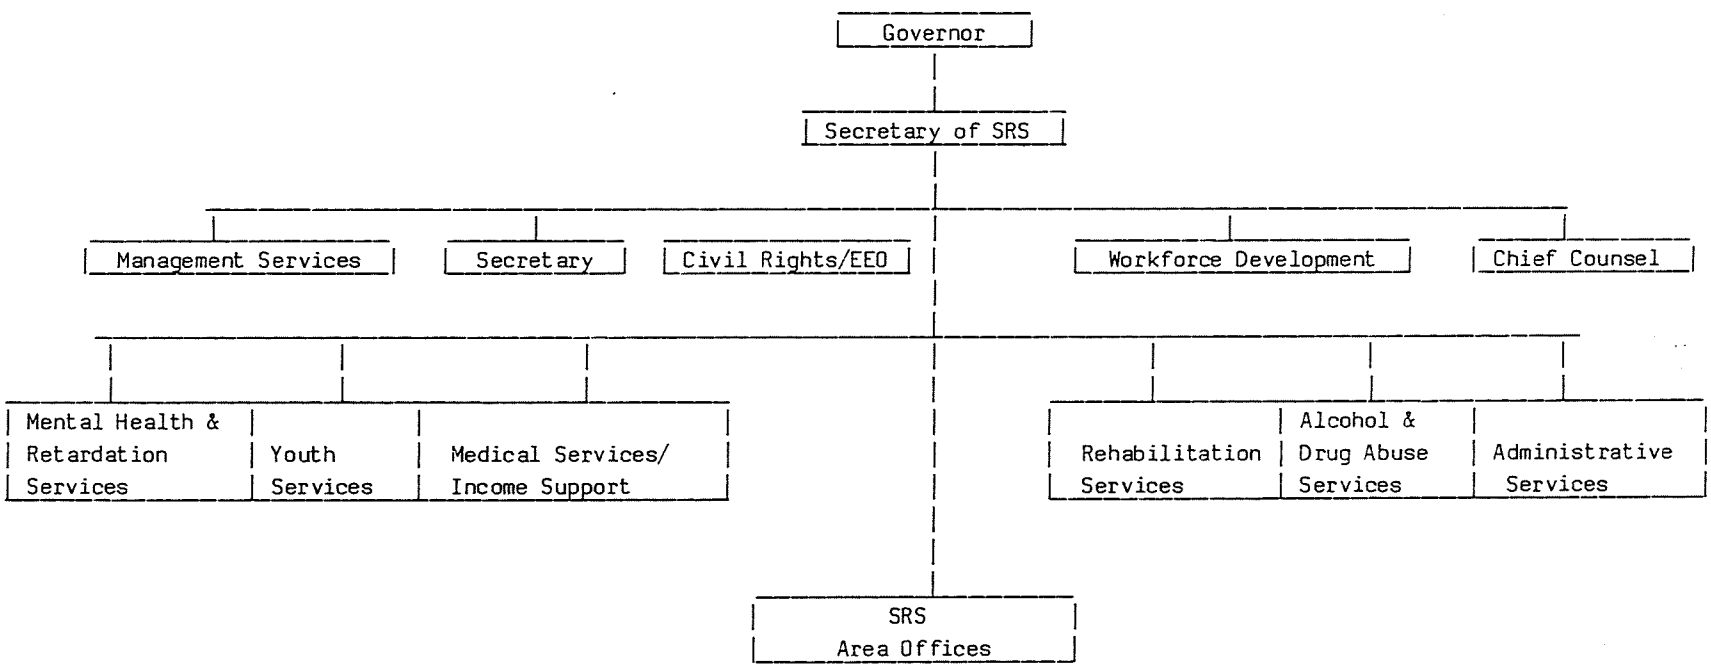 Governor
Secretary of SRS
Management Services
Secretary
Civil Rights/EEO
Workforce Development
Chief Counsel
Mental Health &
Retardation
Services
Youth
Services
Medical Services/
Income Support
Rehabilitation
Services
Alcohol &
Drug Abuse
Services
Administrative
Services
SRS
Area Offices